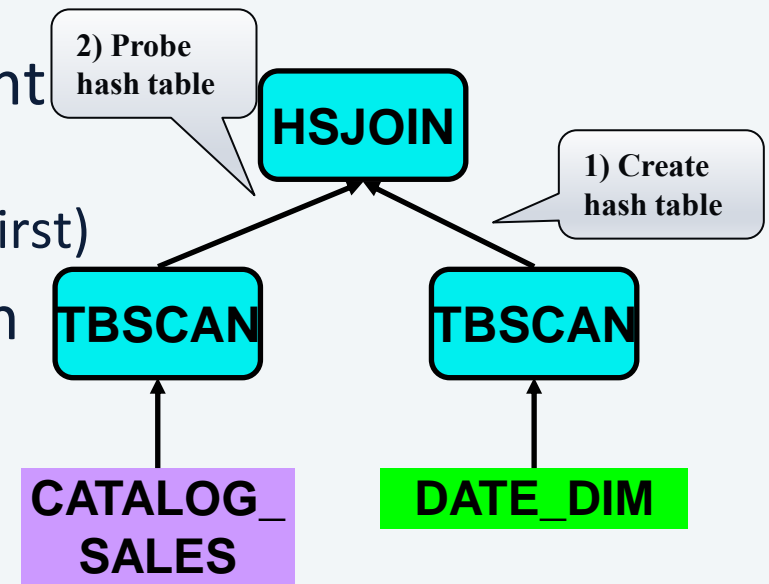 2) Probe
hash table
HSJOIN
1) Create
hash table
TBSCAN
TBSCAN
CATALOG_
SALES
DATE_DIM